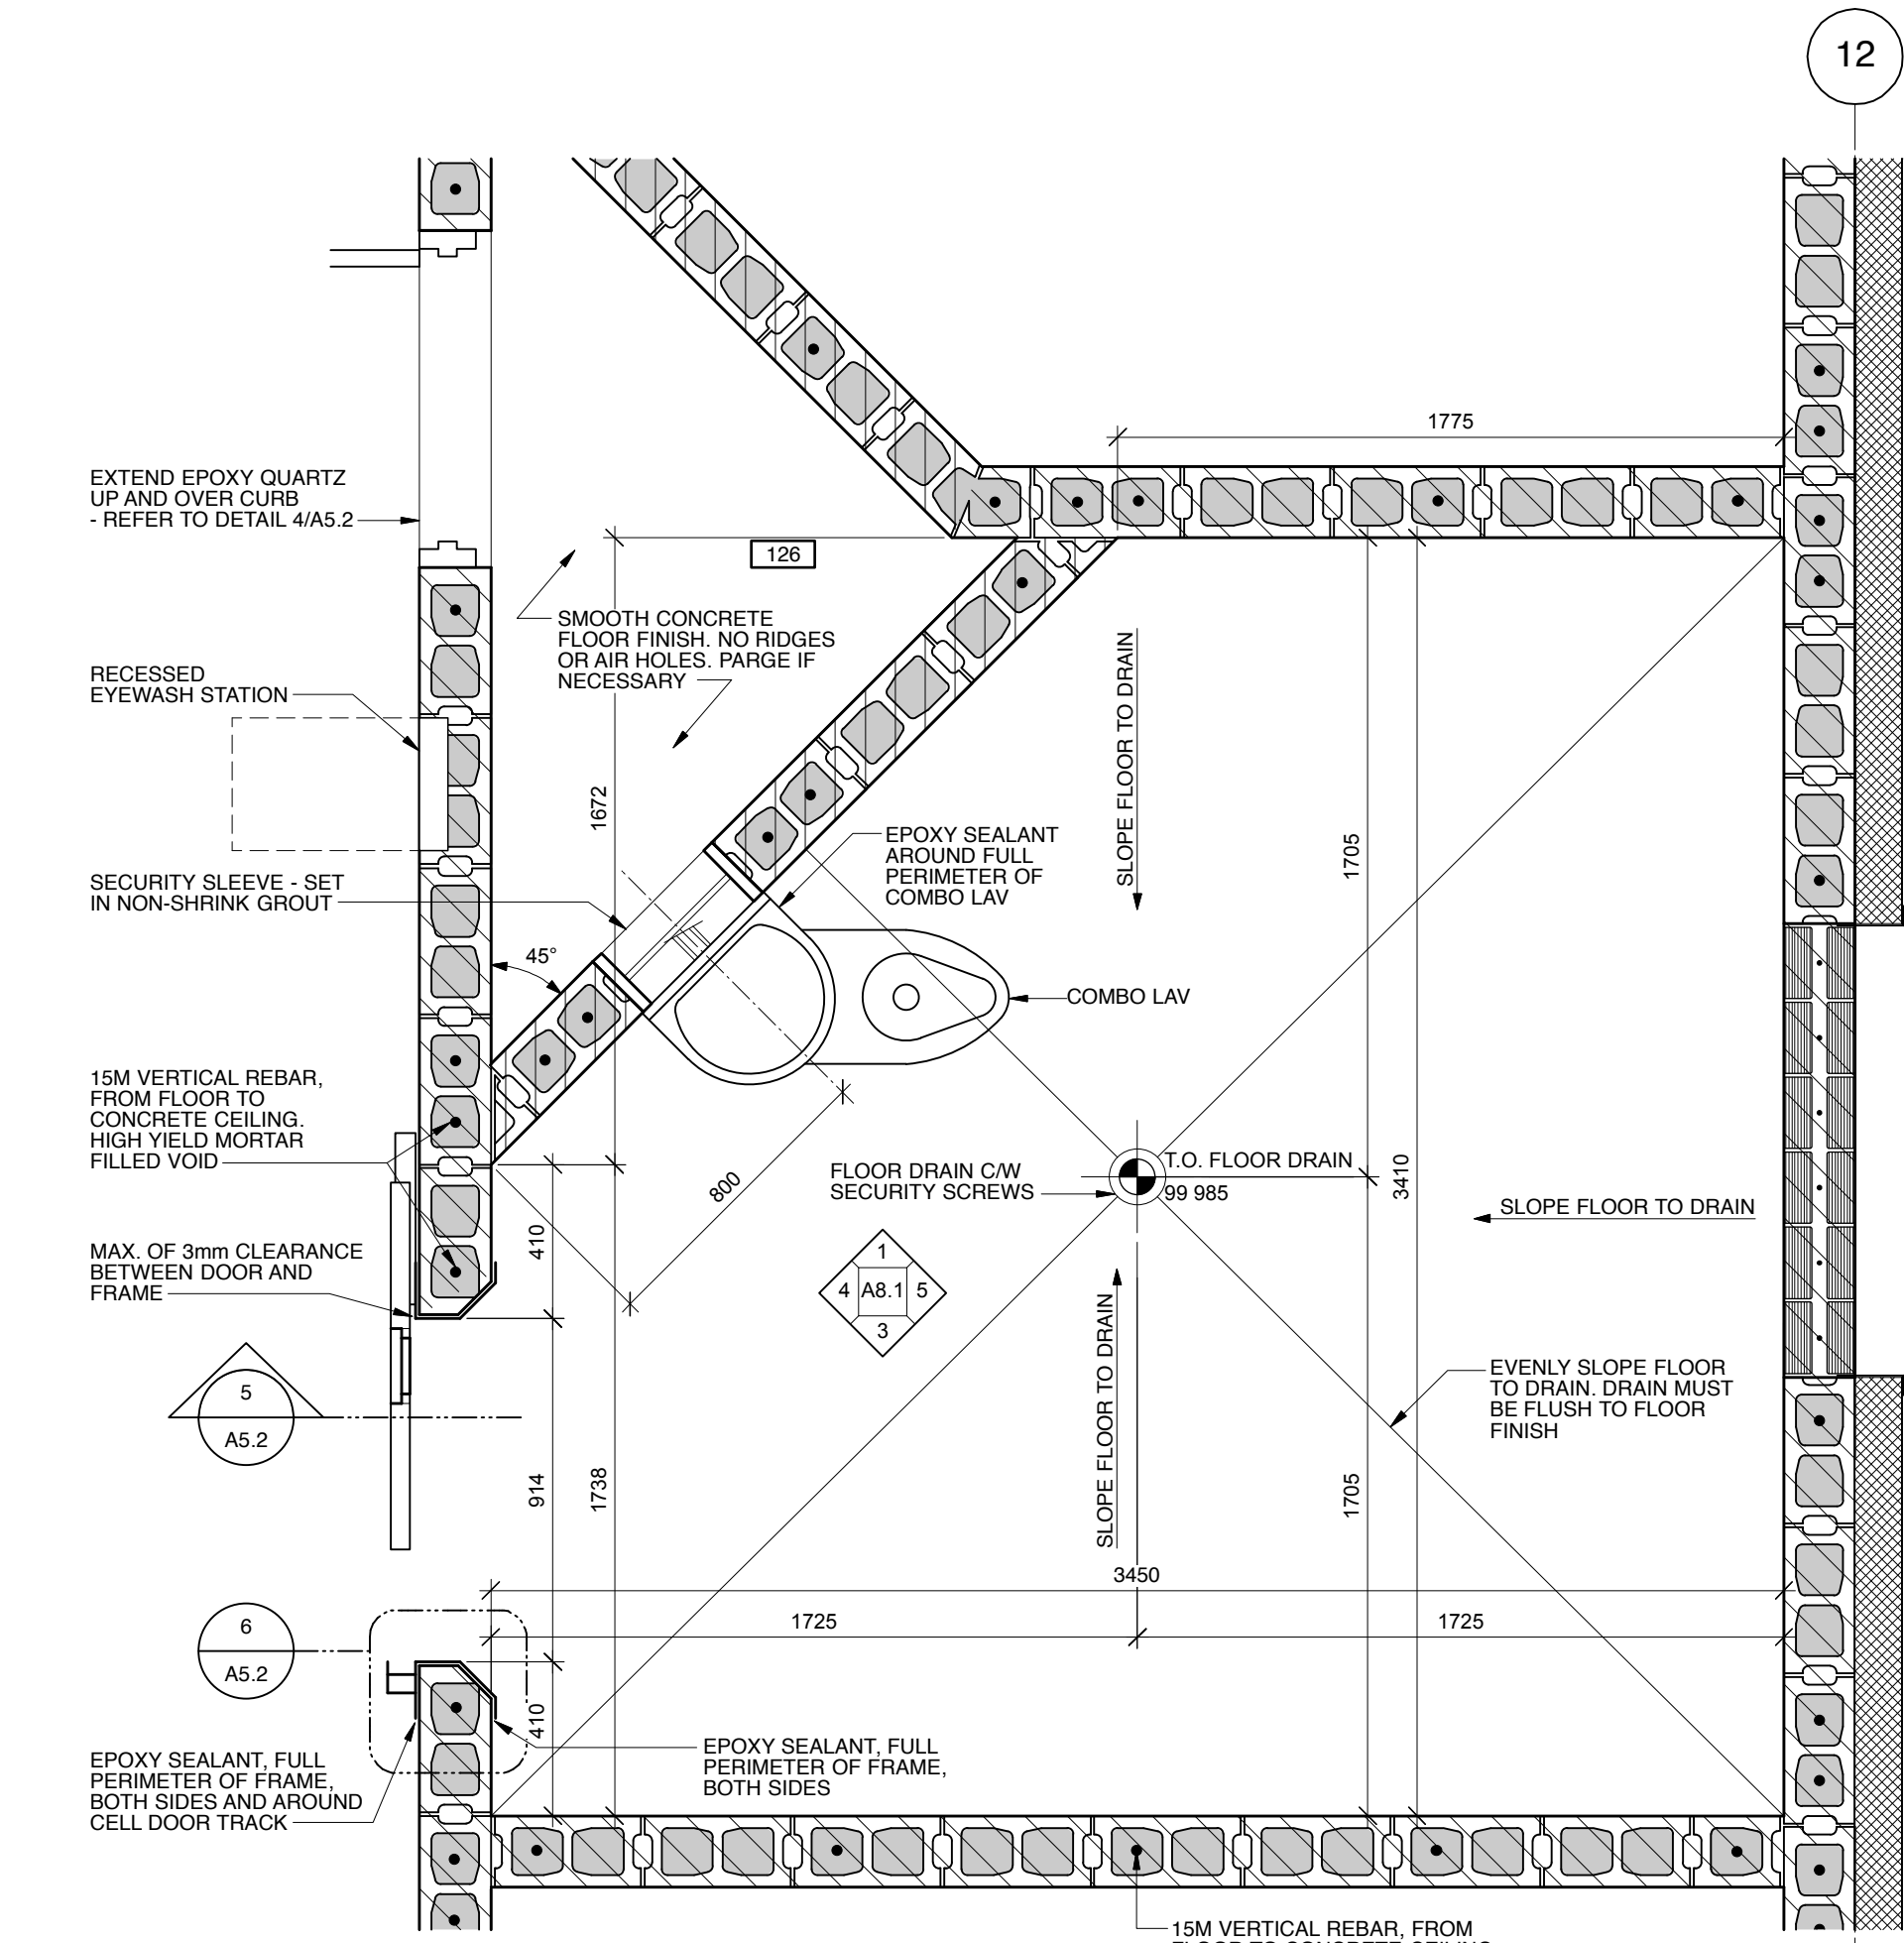 12
1775
EXTEND EPOXY QUARTZ
UP AND OVER CURB
- REFER TO DETAIL 4/A5.2
126
SMOOTH CONCRETE
FLOOR FINISH. NO RIDGES
OR AIR HOLES. PARGE IF
NECESSARY
RECESSED
EYEWASH STATION
SLOPE FLOOR TO DRAIN
1672
1705
EPOXY SEALANT
AROUND FULL
PERIMETER OF
COMBO LAV
SECURITY SLEEVE - SET
IN NON-SHRINK GROUT
45°
COMBO LAV
15M VERTICAL REBAR,
FROM FLOOR TO
CONCRETE CEILING.
HIGH YIELD MORTAR
FILLED VOID
800
FLOOR DRAIN C/W
SECURITY SCREWS
T.O. FLOOR DRAIN
99 985
3410
SLOPE FLOOR TO DRAIN
410
MAX. OF 3mm CLEARANCE
BETWEEN DOOR AND
FRAME
1
4 A8.1 5
3
SLOPE FLOOR TO DRAIN
5
A5.2
EVENLY SLOPE FLOOR
TO DRAIN. DRAIN MUST
BE FLUSH TO FLOOR
FINISH
914
1738
1705
3450
1725
1725
6
A5.2
410
EPOXY SEALANT, FULL
PERIMETER OF FRAME,
BOTH SIDES AND AROUND
CELL DOOR TRACK
EPOXY SEALANT, FULL
PERIMETER OF FRAME,
BOTH SIDES
15M VERTICAL REBAR, FROM
FLOOR TO CONCRETE CEILING